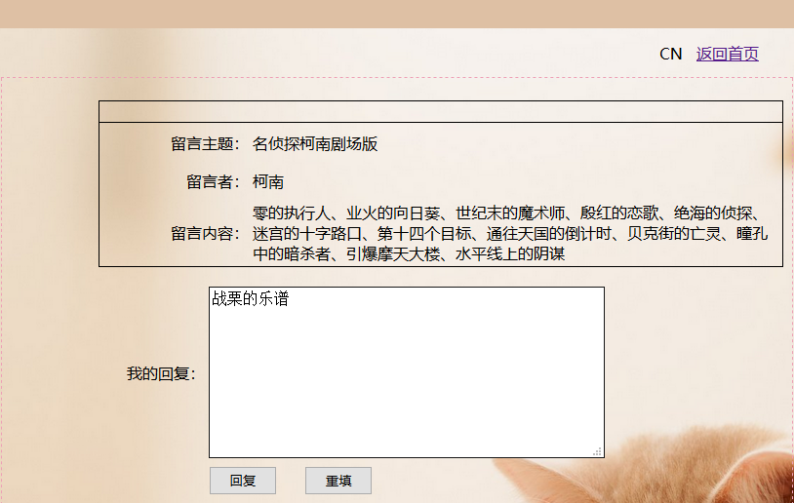 CN 返回首页
留言主题： 名侦探柯南剧场版
留言者： 柯南
留言内容： 零的执行人、业火的向日葵、世纪末的魔术师、殷红的恋歌、绝海的侦探、
迷宫的十字路口、第十四个目标、通往天国的倒计时、贝克街的亡灵、瞳孔
中的暗杀者、引爆摩天大楼、水平线上的阴谋
战栗的乐谱
我的回复：
回复 重填